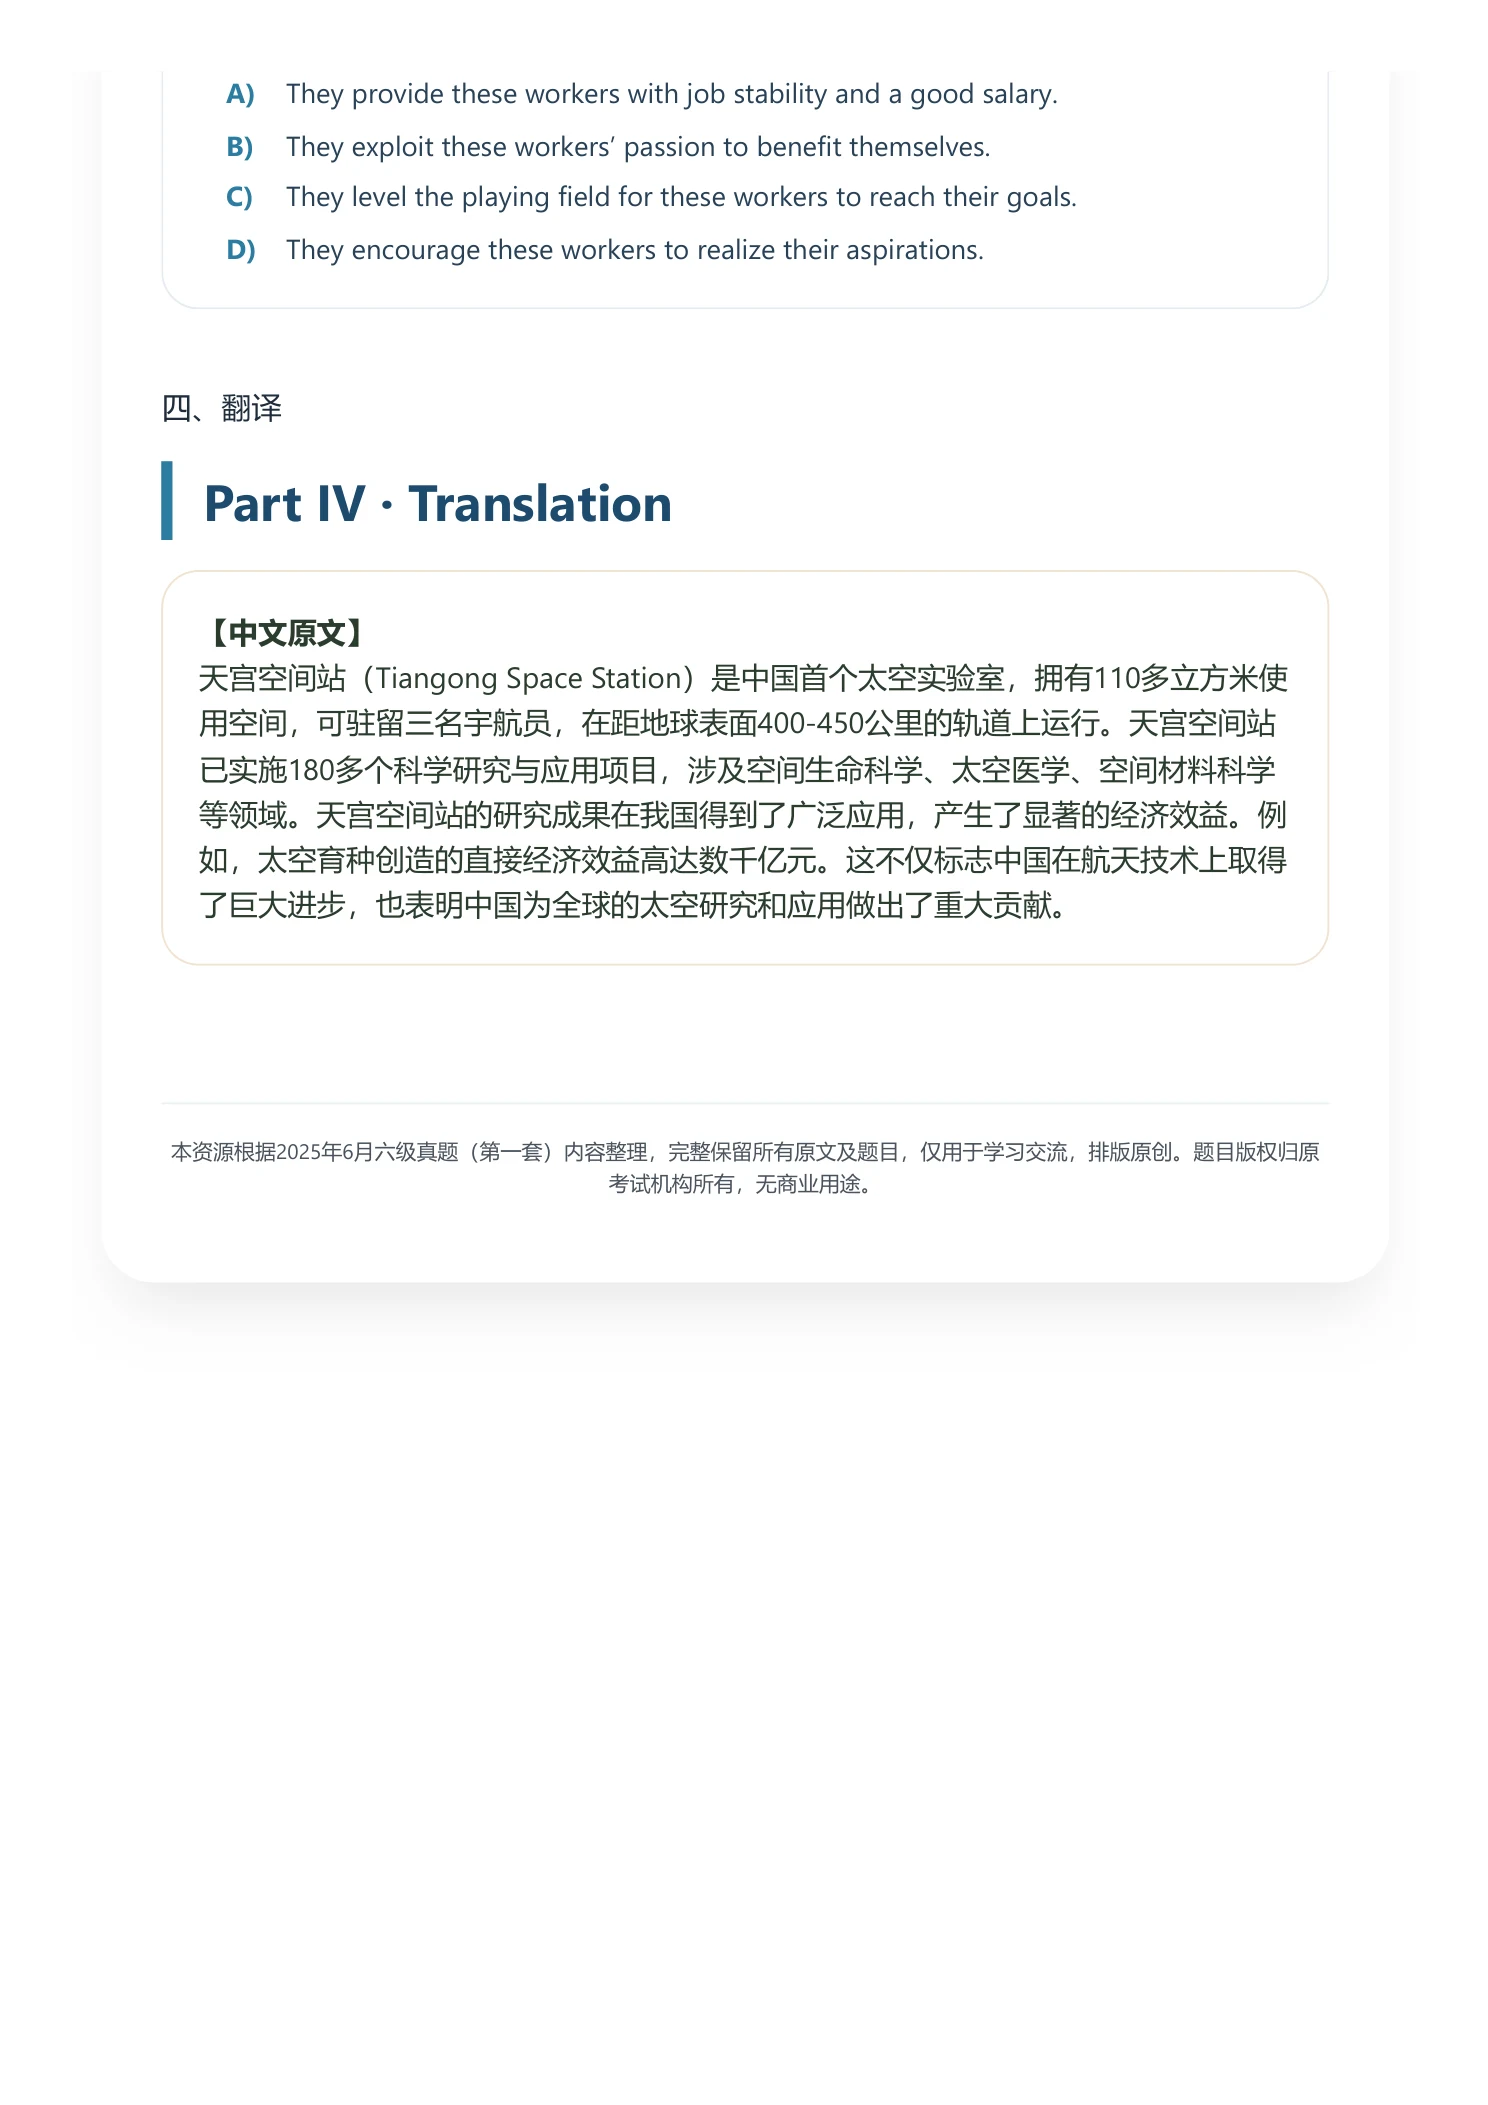 A) They provide these workers with job stability and a good salary.
B) They exploit these workers’ passion to benefit themselves.
C) They level the playing field for these workers to reach their goals.
D) They encourage these workers to realize their aspirations.
四、翻译
Part IV · Translation
【中文原文】
天宫空间站（Tiangong Space Station）是中国首个太空实验室，拥有110多立方米使
用空间，可驻留三名宇航员，在距地球表面400-450公里的轨道上运行。天宫空间站
已实施180多个科学研究与应用项目，涉及空间生命科学、太空医学、空间材料科学
等领域。天宫空间站的研究成果在我国得到了广泛应用，产生了显著的经济效益。例
如，太空育种创造的直接经济效益高达数千亿元。这不仅标志中国在航天技术上取得
了巨大进步，也表明中国为全球的太空研究和应用做出了重大贡献。
本资源根据2025年6月六级真题（第一套）内容整理，完整保留所有原文及题目，仅用于学习交流，排版原创。题目版权归原
考试机构所有，无商业用途。